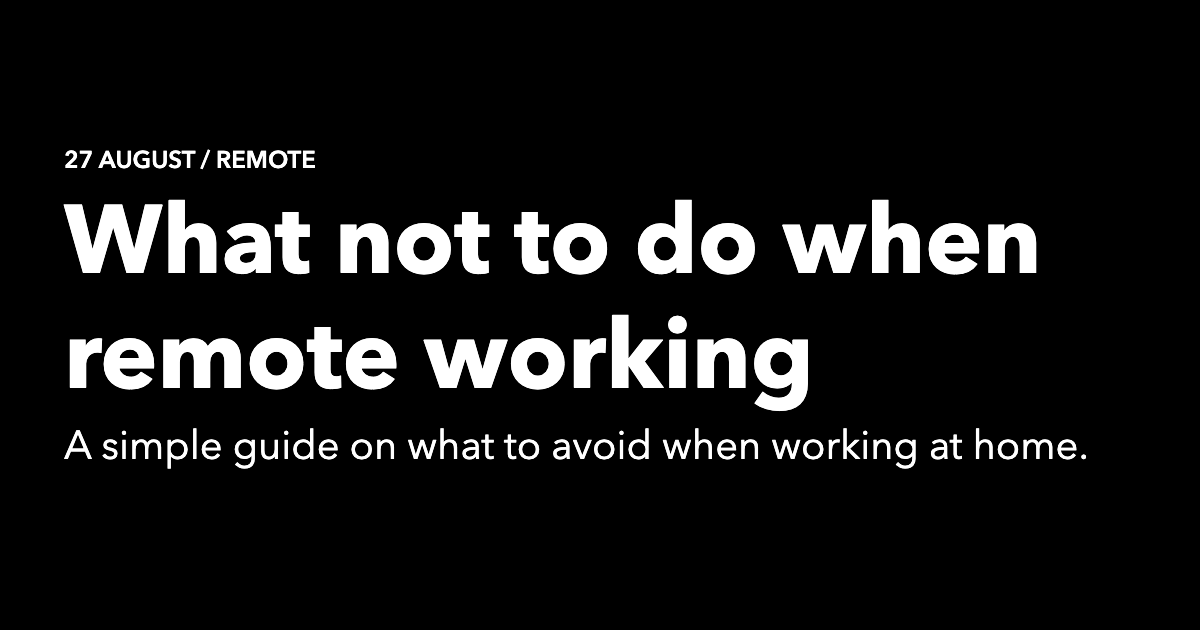 27 AUGUST / REMOTE
What not to do when
remote working
A simple guide on what to avoid when working at home.